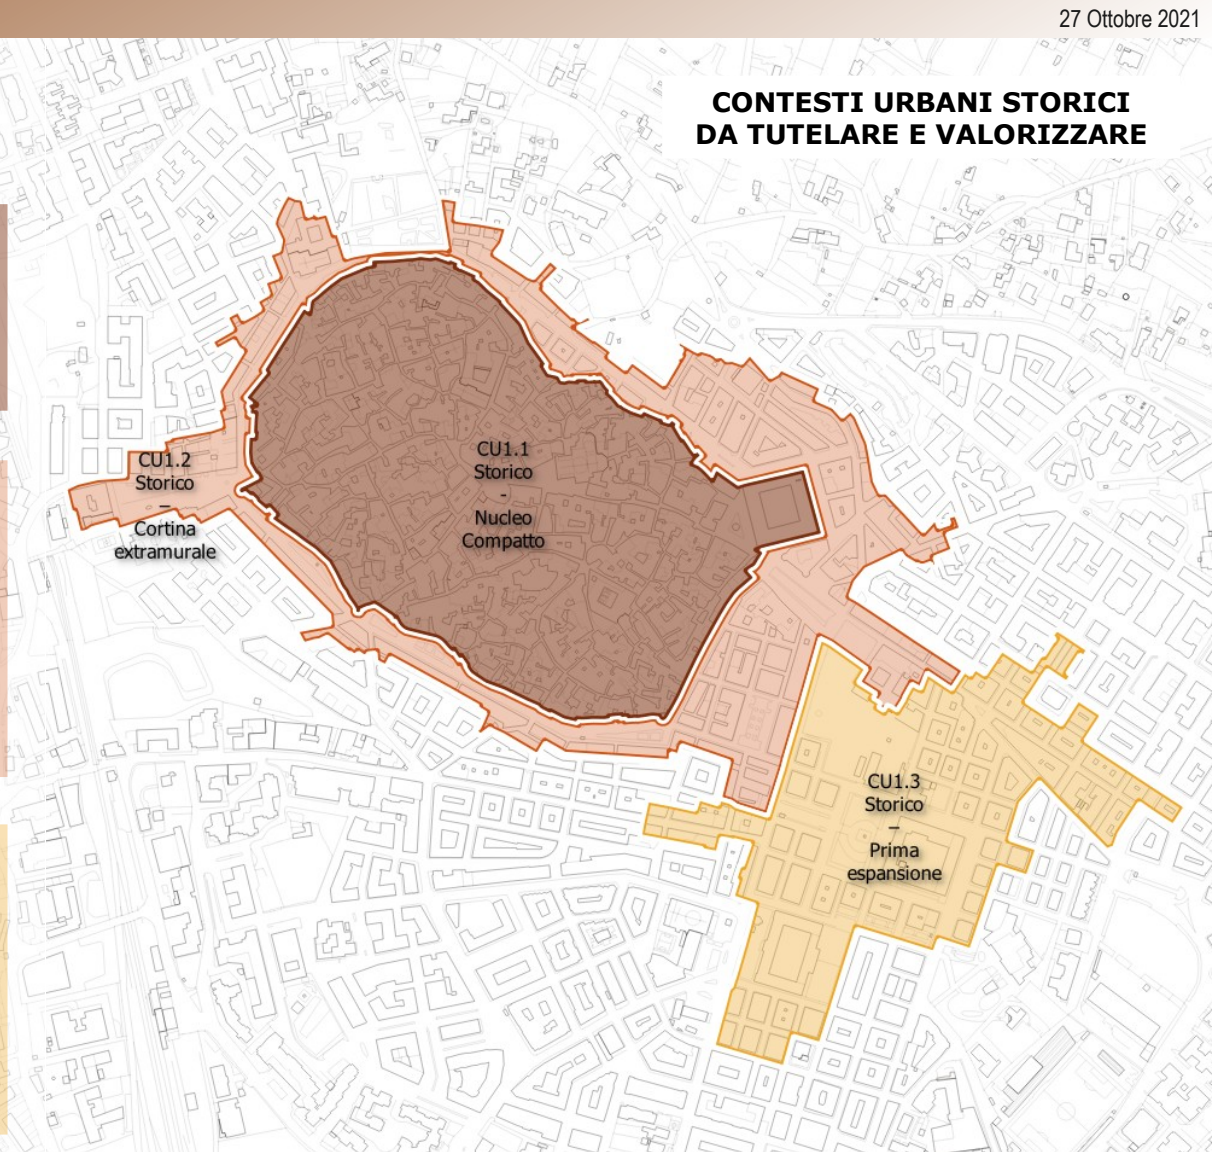 27 Ottobre 2021
CONTESTI URBANI STORICI
DA TUTELARE E VALORIZZARE
CU1.1
Storico
-
Nucleo
Compatto
CU1.2
Storico
–
Cortina
extramurale
CU1.3
Storico
–
Prima
espansione